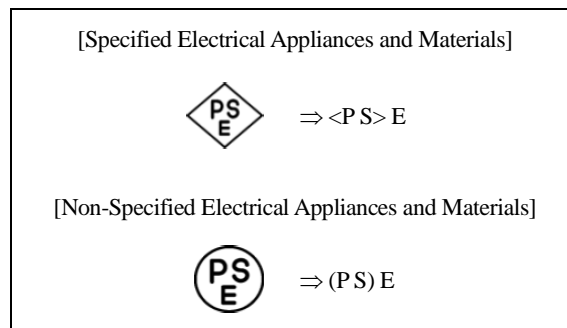 [Specified Electrical Appliances and Materials]
PS
E
⇒ <P S> E
[Non-Specified Electrical Appliances and Materials]
PS
E
⇒ (P S) E